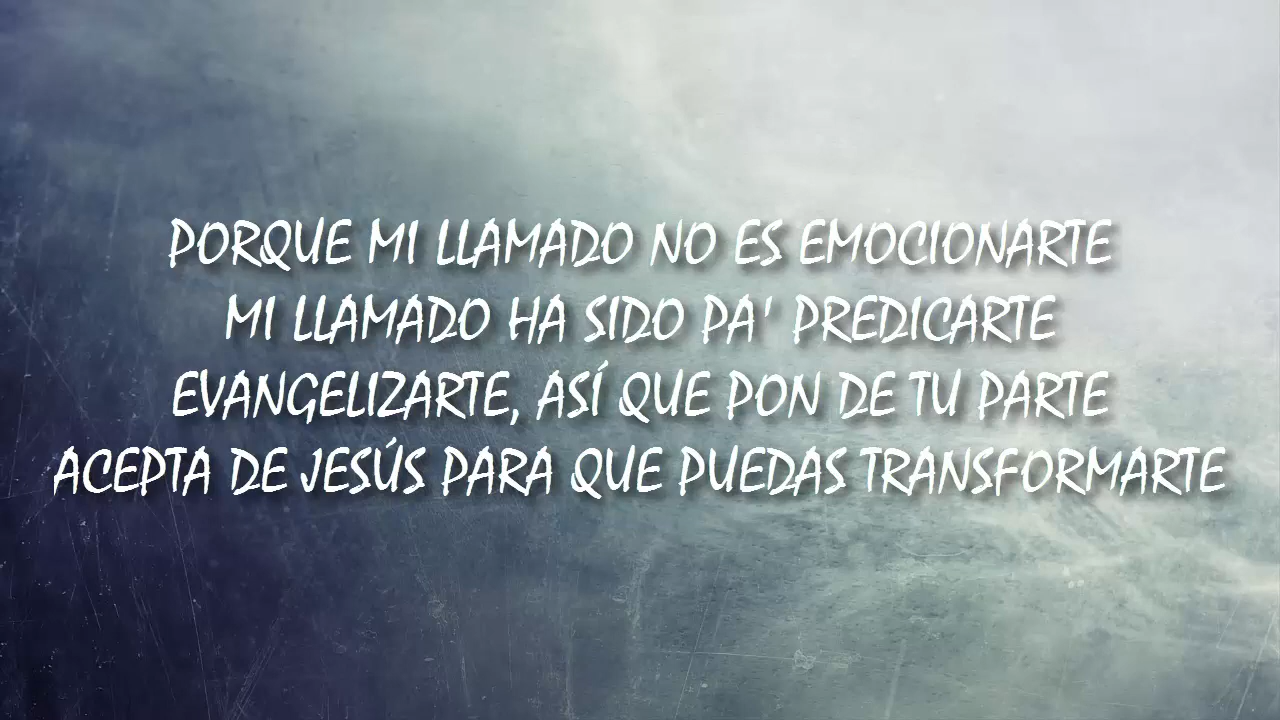 PORQUE MI LLAMADO NO ES EMOCIONARTE
MI LLAMADO HA SIDO PA' PREDICARTE
EVANGELIZARTE, ASÍ QUE PON DE TU PARTE
ACEPTA DE JESÚS PARA QUE PUEDAS TRANSFORMARTE